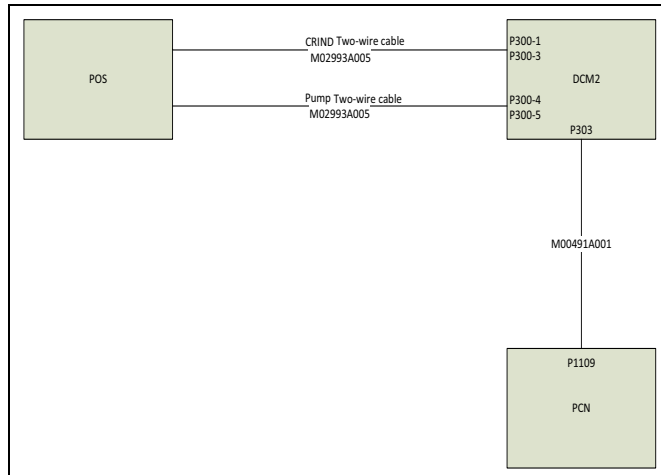 CRIND Two-wire cable
M02993A005
P300-1
P300-3
POS
DCM2
Pump Two-wire cable
M02993A005
P300-4
P300-5
P303
M00491A001
P1109
PCN